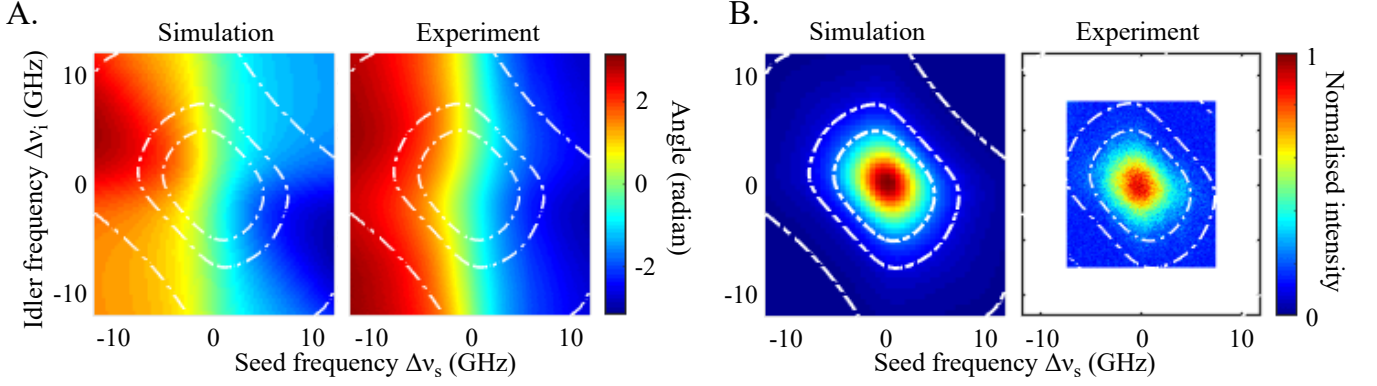 A.
Simulation
Experiment
Idler frequency Δνi (GHz)
10
0
-10
-10
0
10
-10
0
10
Seed frequency Δνs (GHz)
2
0
-2
Angle (radian)
B.
Simulation
Experiment
10
0
-10
-10
0
10
-10
0
10
Seed frequency Δνs (GHz)
1
0
Normalised intensity